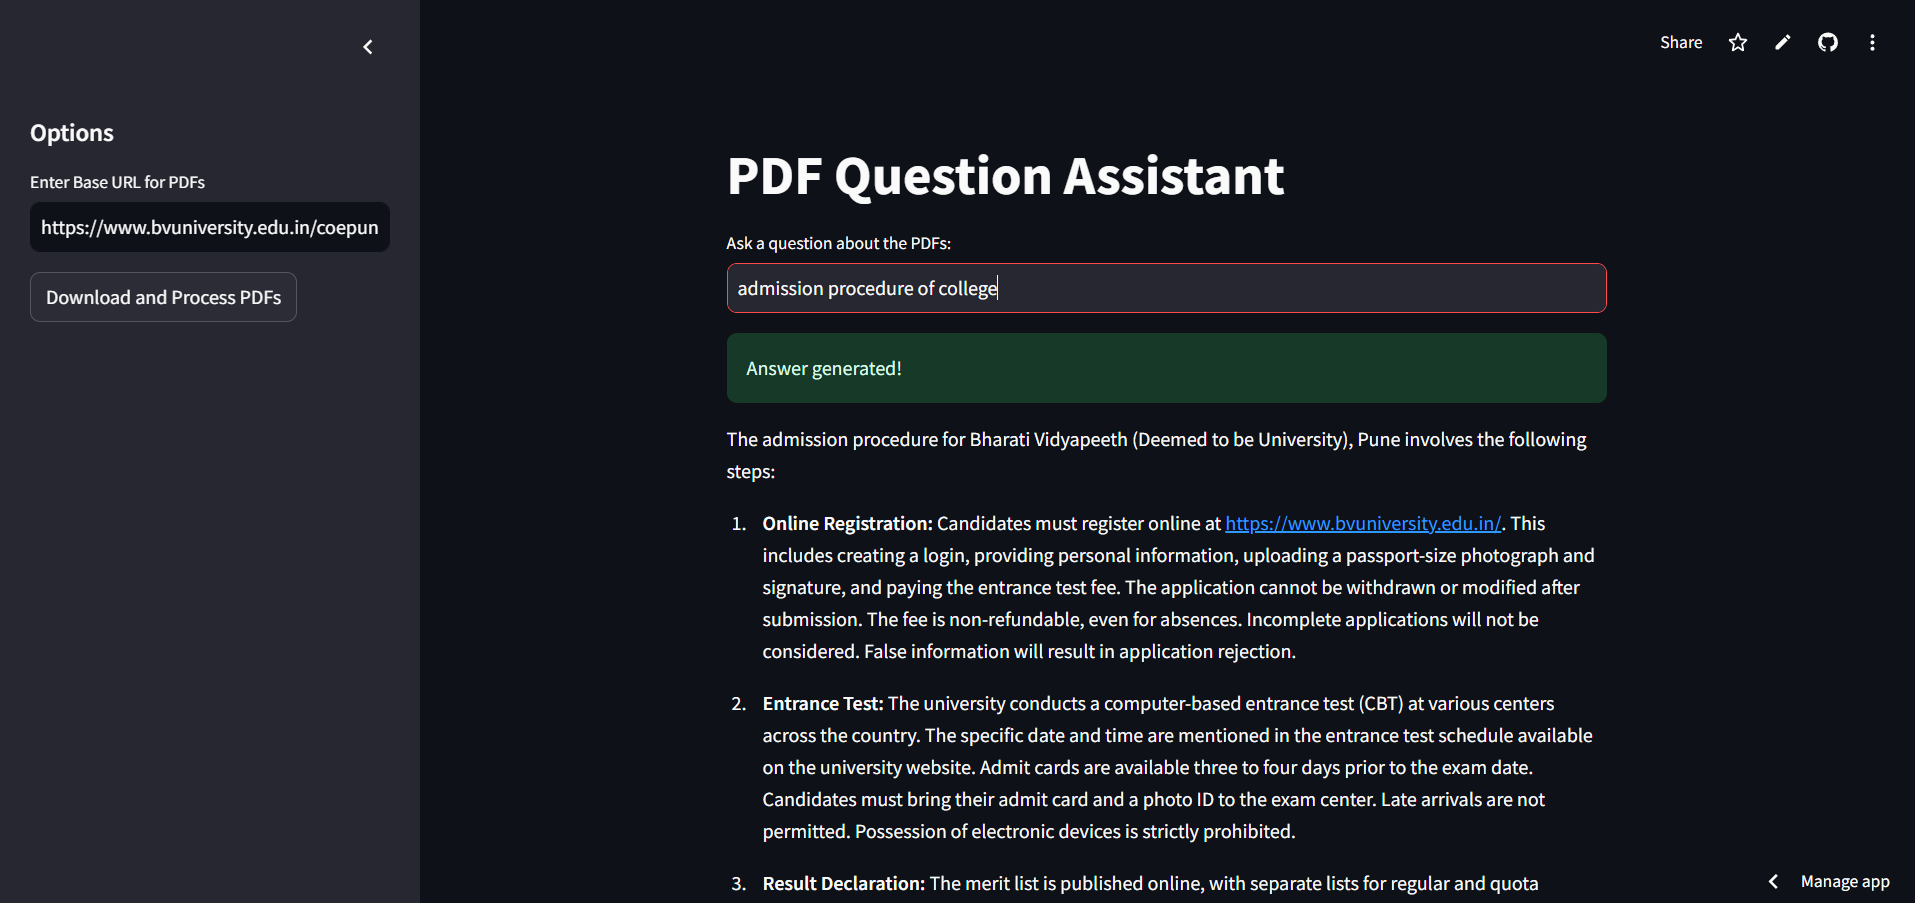 Share
Options
Enter Base URL for PDFs
https://www.bvuniversity.edu.in/coepun
Download and Process PDFs
PDF Question Assistant
Ask a question about the PDFs:
admission procedure of college
Answer generated!
The admission procedure for Bharati Vidyapeeth (Deemed to be University), Pune involves the following
steps:
1. Online Registration: Candidates must register online at https://www.bvuniversity.edu.in/. This
includes creating a login, providing personal information, uploading a passport-size photograph and
signature, and paying the entrance test fee. The application cannot be withdrawn or modified after
submission. The fee is non-refundable, even for absences. Incomplete applications will not be
considered. False information will result in application rejection.
2. Entrance Test: The university conducts a computer-based entrance test (CBT) at various centers
across the country. The specific date and time are mentioned in the entrance test schedule available
on the university website. Admit cards are available three to four days prior to the exam date.
Candidates must bring their admit card and a photo ID to the exam center. Late arrivals are not
permitted. Possession of electronic devices is strictly prohibited.
3. Result Declaration: The merit list is published online, with separate lists for regular and quota
Manage app